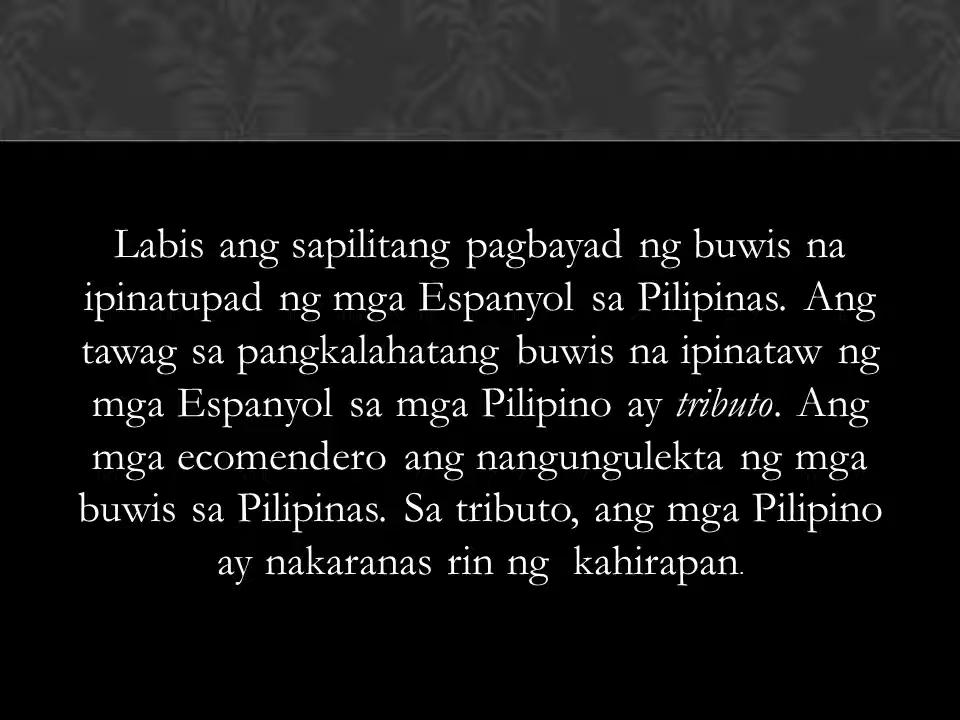 Labis ang sapilitang pagbayad ng buwis na
ipinatupad ng mga Espanyol sa Pilipinas. Ang
tawag sa pangkalahatang buwis na ipinataw ng
mga Espanyol sa mga Pilipino ay tributo. Ang
mga ecomendero ang nangungulekta ng mga
buwis sa Pilipinas. Sa tributo, ang mga Pilipino
ay nakaranas rin ng kahirapan.